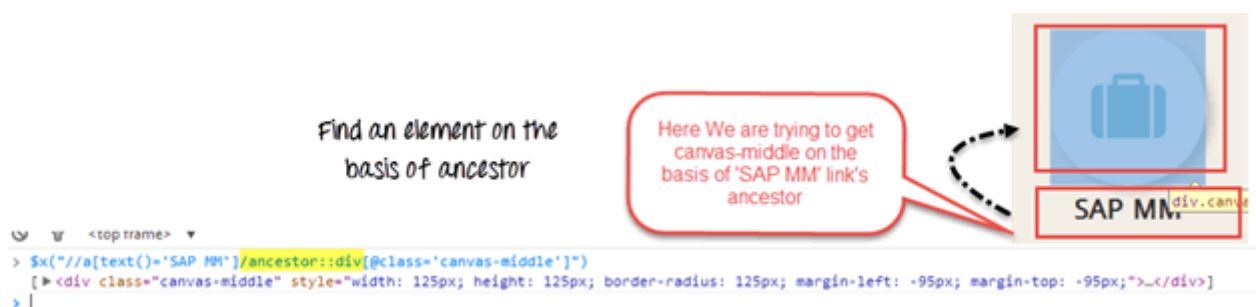 Find an element on the
basis of ancestor
Here We are trying to get
canvas-middle on the
basis of 'SAP MM' link's
ancestor
SAP MM
div.canva
<top frame> ▼
> $x("//a[text()='SAP MM']/ancestor::div[@class='canvas-middle']")
[▶<div class="canvas-middle" style="width: 125px; height: 125px; border-radius: 125px; margin-left: -95px; margin-top: -95px;">…</div>]
>